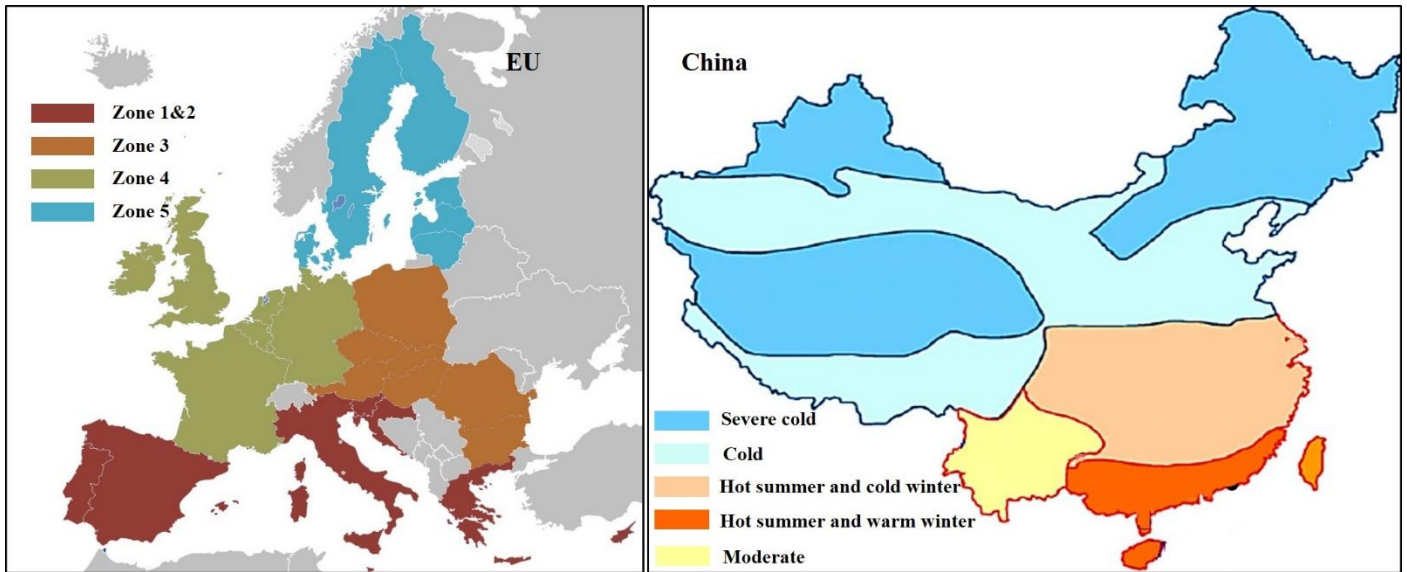 EU
Zone 1&2
Zone 3
Zone 4
Zone 5
China
Severe cold
Cold
Hot summer and cold winter
Hot summer and warm winter
Moderate